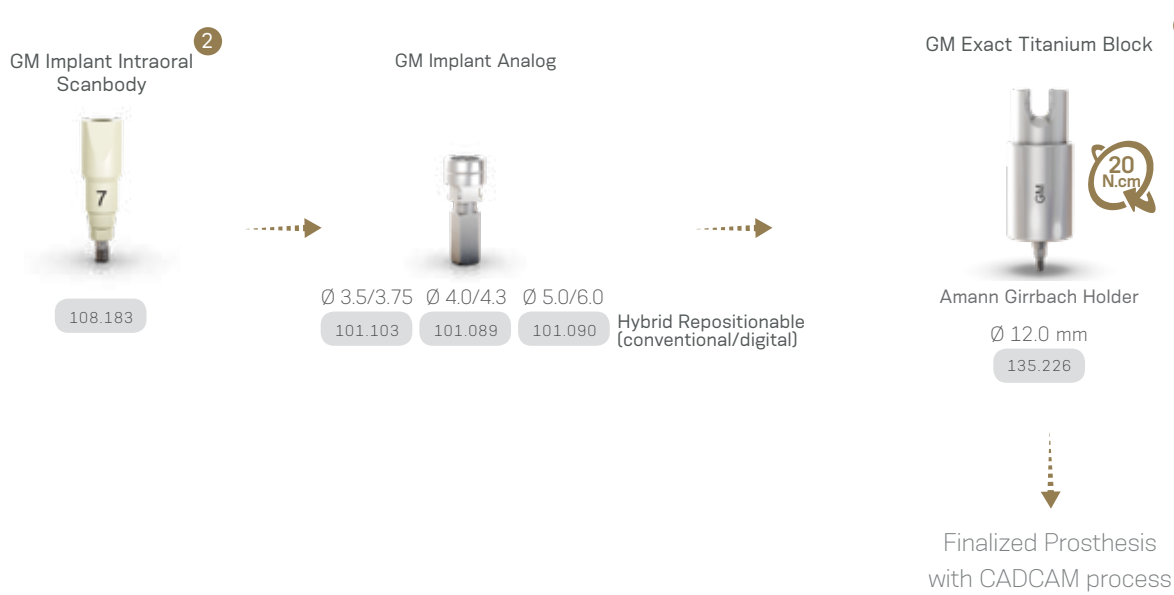 2
GM Implant Intraoral
Scanbody
7
108.183
GM Implant Analog
Ø 3.5/3.75 Ø 4.0/4.3 Ø 5.0/6.0
101.103 101.089 101.090
Hybrid Repositionable
(conventional/digital)
GM Exact Titanium Block
GM
20
N.cm
Amann Girrbach Holder
Ø 12.0 mm
135.226
Finalized Prosthesis
with CADCAM process